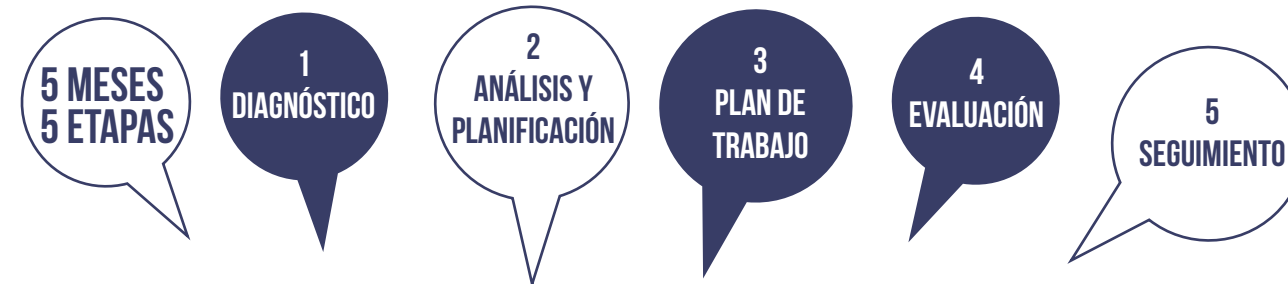 5 MESES
5 ETAPAS
1
DIAGNÓSTICO
2
ANÁLISIS Y
PLANIFICACIÓN
3
PLAN DE
TRABAJO
4
EVALUACIÓN
5
SEGUIMIENTO